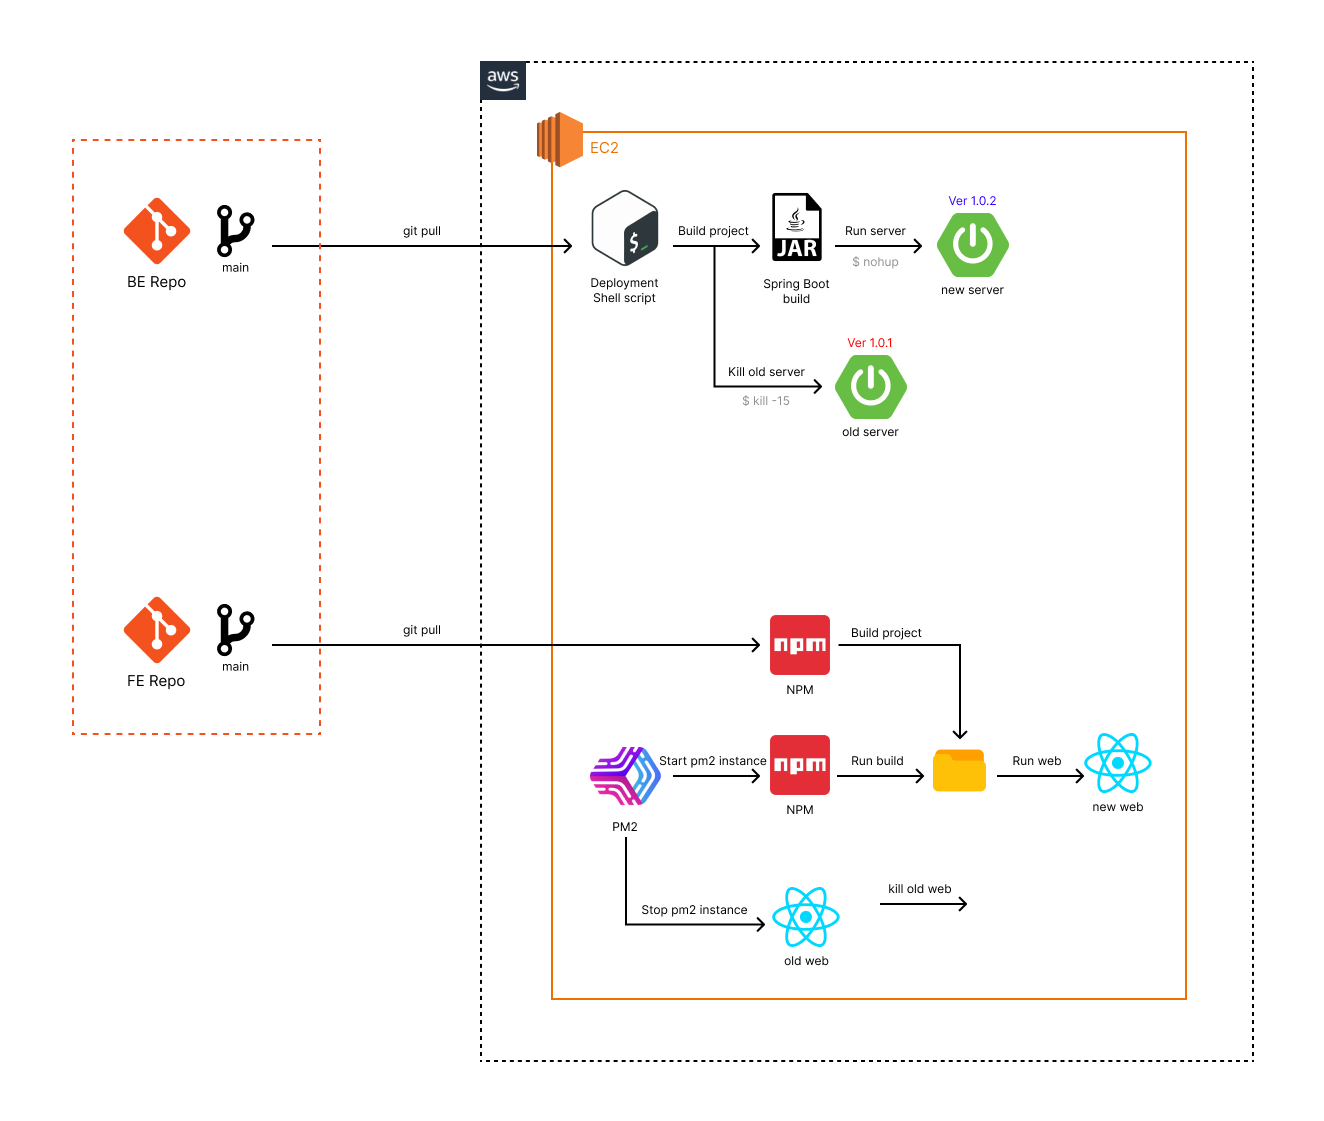 aws
EC2
BE Repo
main
git pull
$
Deployment
Shell script
Build project
JAR
Spring Boot
build
Run server
$ nohup
Ver 1.0.2
new server
Kill old server
$ kill -15
Ver 1.0.1
old server
FE Repo
main
git pull
npm
NPM
Build project
PM2
Start pm2 instance
npm
NPM
Run build
Run web
new web
Stop pm2 instance
old web
kill old web